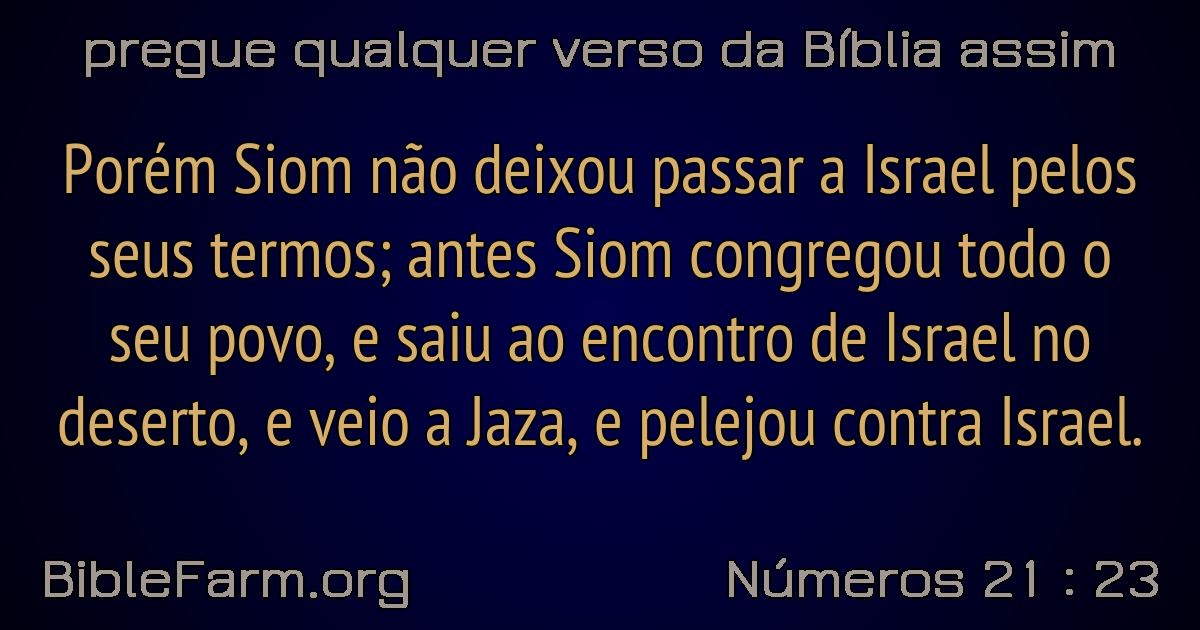 pregue qualquer verso da Bíblia assim
Porém Siom não deixou passar a Israel pelos
seus termos; antes Siom congregou todo o
seu povo, e saiu ao encontro de Israel no
deserto, e veio a Jaza, e pelejou contra Israel.
BibleFarm.org
Números 21 : 23